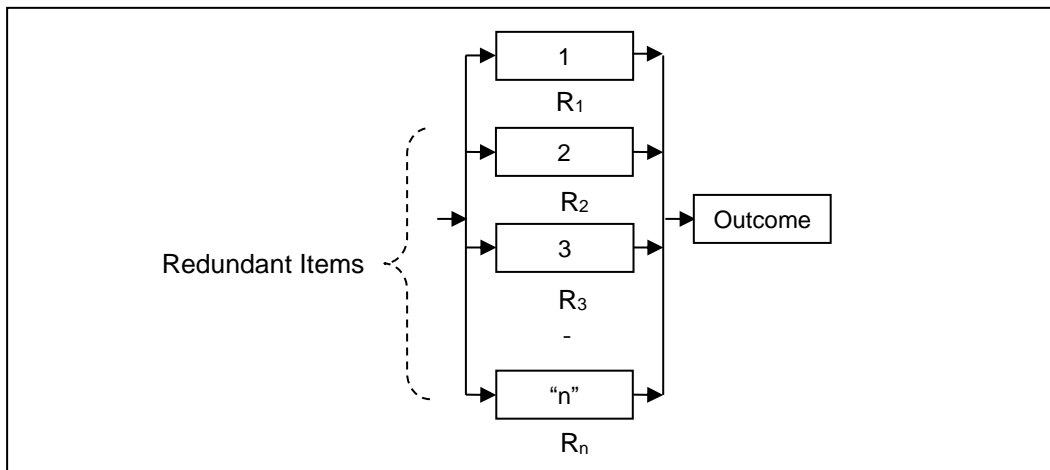 1
R1
2
R2
Outcome
3
Redundant Items
R3
-
“n”
Rn